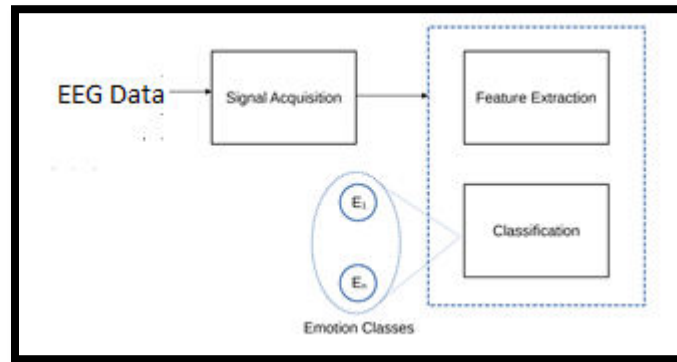 EEG Data
Signal Acquisition
Feature Extraction
E₁
Classification
Eₙ
Emotion Classes